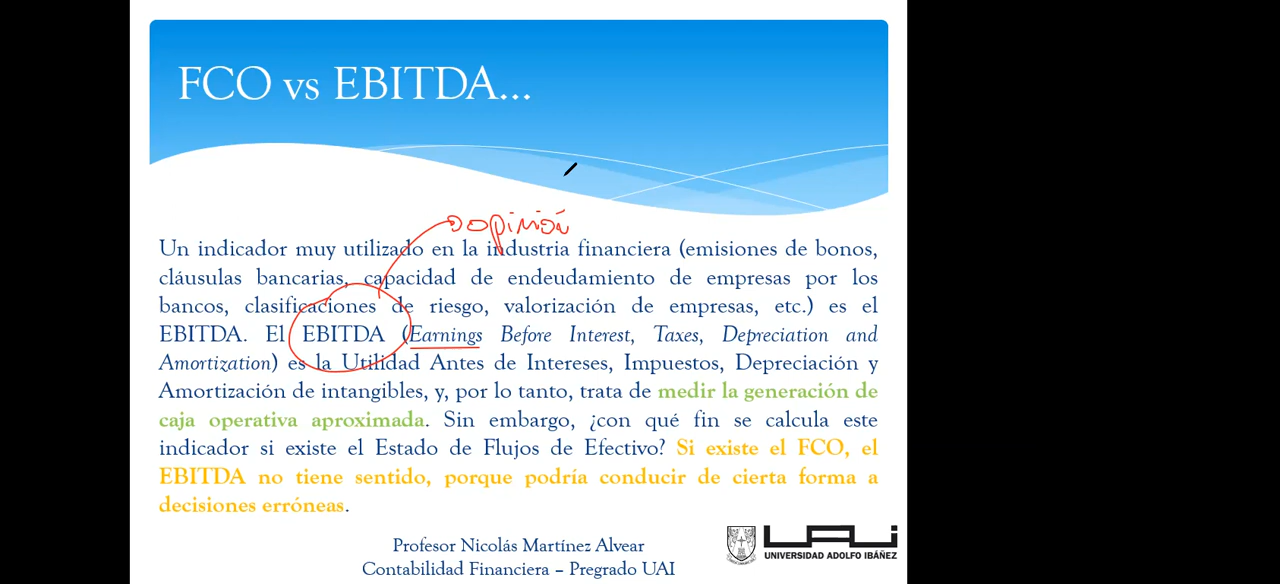 FCO vs EBITDA...
opinión
Un indicador muy utilizado en la industria financiera (emisiones de bonos,
cláusulas bancarias, capacidad de endeudamiento de empresas por los
bancos, clasificaciones de riesgo, valorización de empresas, etc.) es el
EBITDA. El EBITDA (Earnings Before Interest, Taxes, Depreciation and
Amortization) es la Utilidad Antes de Intereses, Impuestos, Depreciación y
Amortización de intangibles, y, por lo tanto, trata de medir la generación de
caja operativa aproximada. Sin embargo, ¿con qué fin se calcula este
indicador si existe el Estado de Flujos de Efectivo? Si existe el FCO, el
EBITDA no tiene sentido, porque podría conducir de cierta forma a
decisiones erróneas.
Profesor Nicolás Martínez Alvear
Contabilidad Financiera – Pregrado UAI
UAI
UNIVERSIDAD ADOLFO IBÁÑEZ